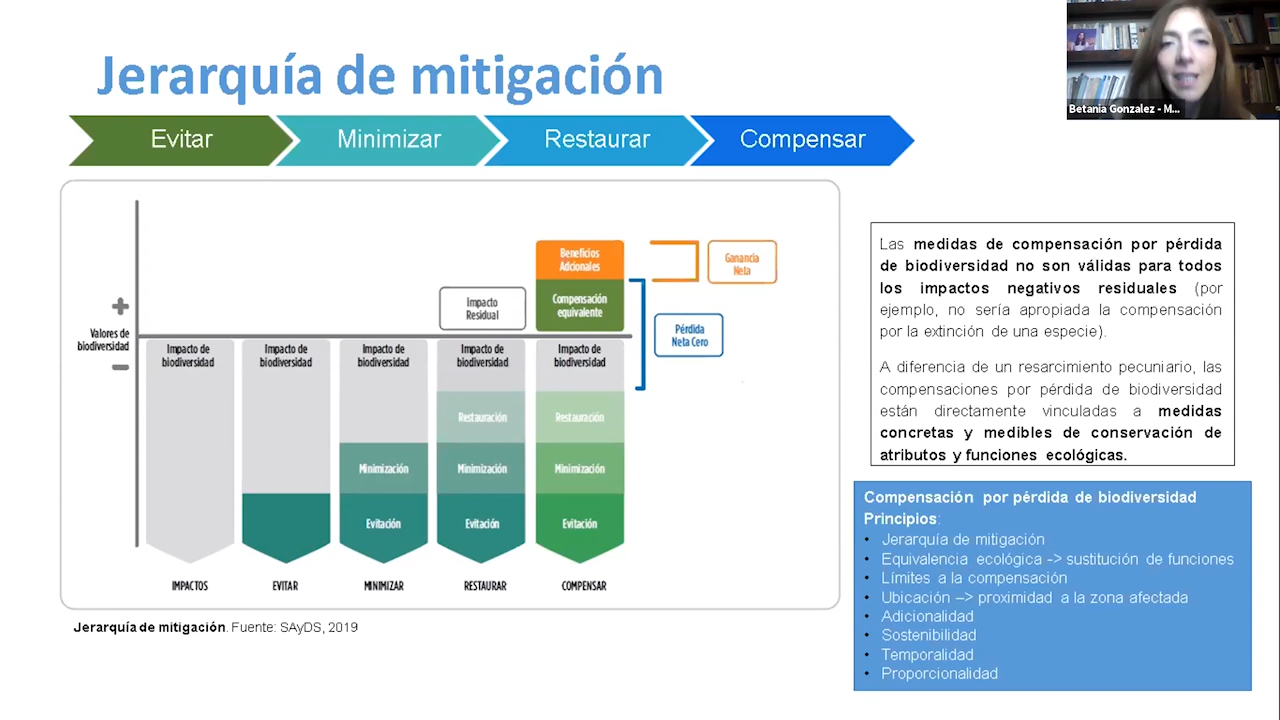 Jerarquía de mitigación
Evitar
Minimizar
Restaurar
Compensar
Betania Gonzalez - M...
Beneficios
Adicionales
Ganancia
Neta
Impacto
Residual
Compensación
equivalente
Pérdida
Neta Cero
+
Valores de
biodiversidad
−
Impacto de
biodiversidad
Impacto de
biodiversidad
Impacto de
biodiversidad
Impacto de
biodiversidad
Impacto de
biodiversidad
Restauración
Restauración
Minimización
Minimización
Minimización
Evitación
Evitación
Evitación
IMPACTOS
EVITAR
MINIMIZAR
RESTAURAR
COMPENSAR
Jerarquía de mitigación. Fuente: SAyDS, 2019
Las medidas de compensación por pérdida
de biodiversidad no son válidas para todos
los impactos negativos residuales (por
ejemplo, no sería apropiada la compensación
por la extinción de una especie).
A diferencia de un resarcimiento pecuniario, las
compensaciones por pérdida de biodiversidad
están directamente vinculadas a medidas
concretas y medibles de conservación de
atributos y funciones ecológicas.
Compensación por pérdida de biodiversidad
Principios:
• Jerarquía de mitigación
• Equivalencia ecológica -> sustitución de funciones
• Límites a la compensación
• Ubicación –> proximidad a la zona afectada
• Adicionalidad
• Sostenibilidad
• Temporalidad
• Proporcionalidad